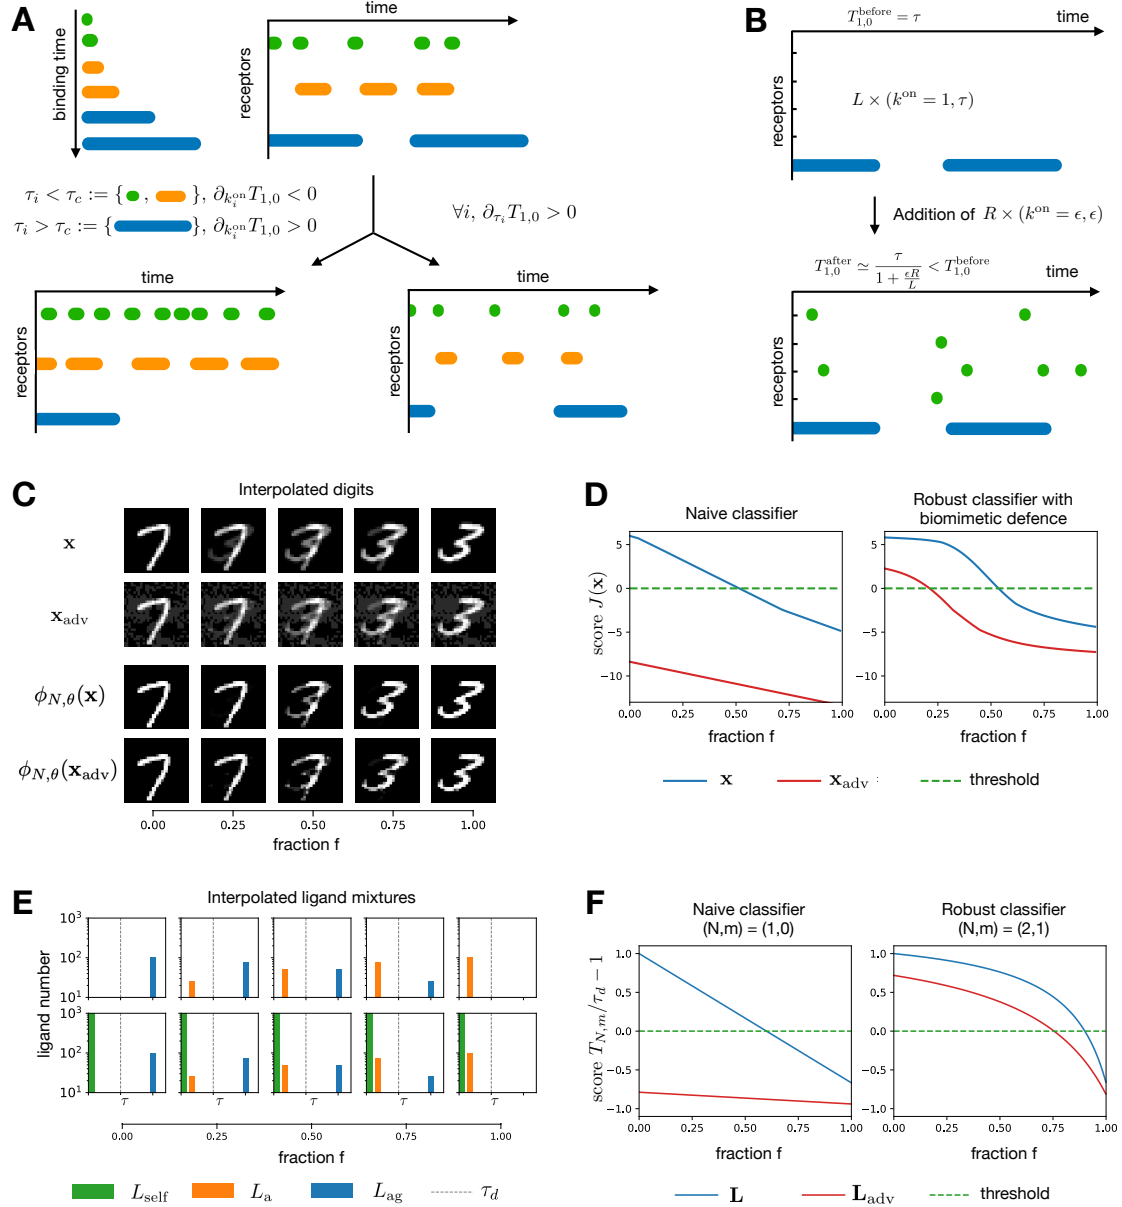 A
binding time
time
receptors
τ_i < τ_c := { , }, ∂_{k_i^on} T_{1,0} < 0
τ_i > τ_c := { }, ∂_{k_i^on} T_{1,0} > 0
∀i, ∂_{τ_i} T_{1,0} > 0
time
receptors
time
receptors
B
T_{1,0}^before = τ
time
receptors
L × (k^on = 1, τ)
Addition of R × (k^on = ϵ, ϵ)
T_{1,0}^after ≃ τ / (1 + ϵR/L) < T_{1,0}^before
time
receptors
C
Interpolated digits
x
x_adv
ϕ_{N,θ}(x)
ϕ_{N,θ}(x_adv)
0.00 0.25 0.50 0.75 1.00
fraction f
D
Naive classifier
Robust classifier with
biomimetic defence
score J(x)
5
0
−5
−10
0.00 0.25 0.50 0.75 1.00
fraction f
5
0
−5
−10
0.00 0.25 0.50 0.75 1.00
fraction f
x x_adv : threshold
E
Interpolated ligand mixtures
ligand number
10^3
10^2
10^1
10^3
10^2
10^1
τ τ τ τ τ
0.00 0.25 0.50 0.75 1.00
fraction f
L_self L_a L_ag τ_d
F
Naive classifier
(N,m) = (1,0)
Robust classifier
(N,m) = (2,1)
score T_{N,m}/τ_d − 1
1.0
0.5
0.0
−0.5
−1.0
0.00 0.25 0.50 0.75 1.00
fraction f
1.0
0.5
0.0
−0.5
−1.0
0.00 0.25 0.50 0.75 1.00
fraction f
L L_adv threshold